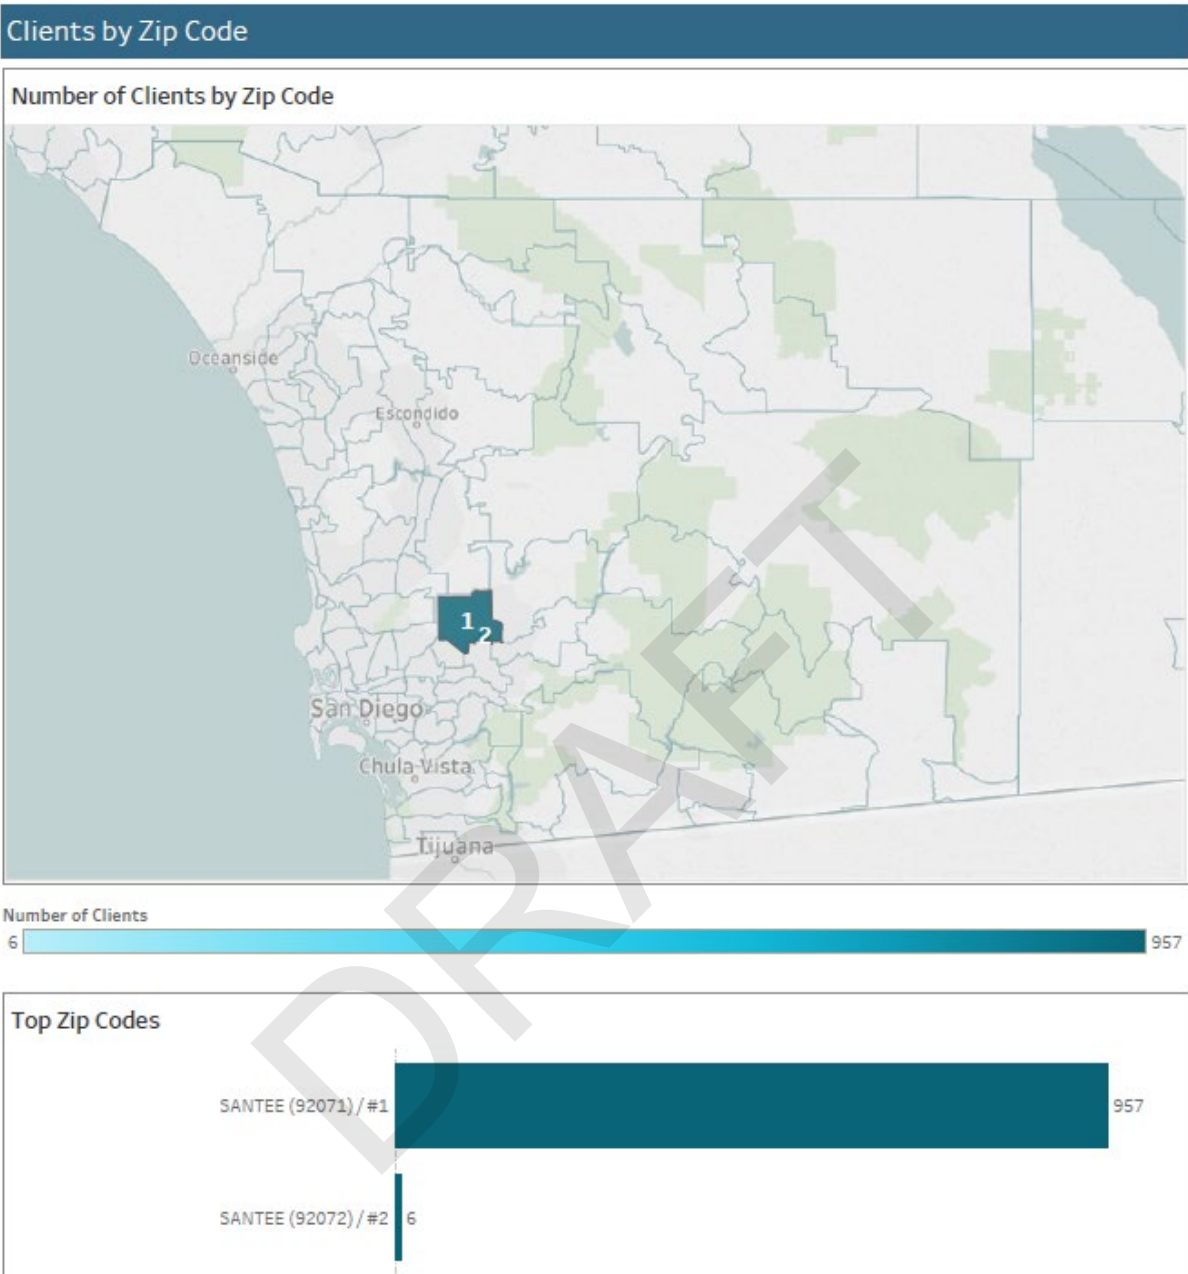 Clients by Zip Code
Number of Clients by Zip Code
Oceanside
Escondido
1
2
San Diego
Chula Vista
Tijuana
DRAFT
Number of Clients
6
957
Top Zip Codes
SANTEE (92071) / #1
957
SANTEE (92072) / #2
6